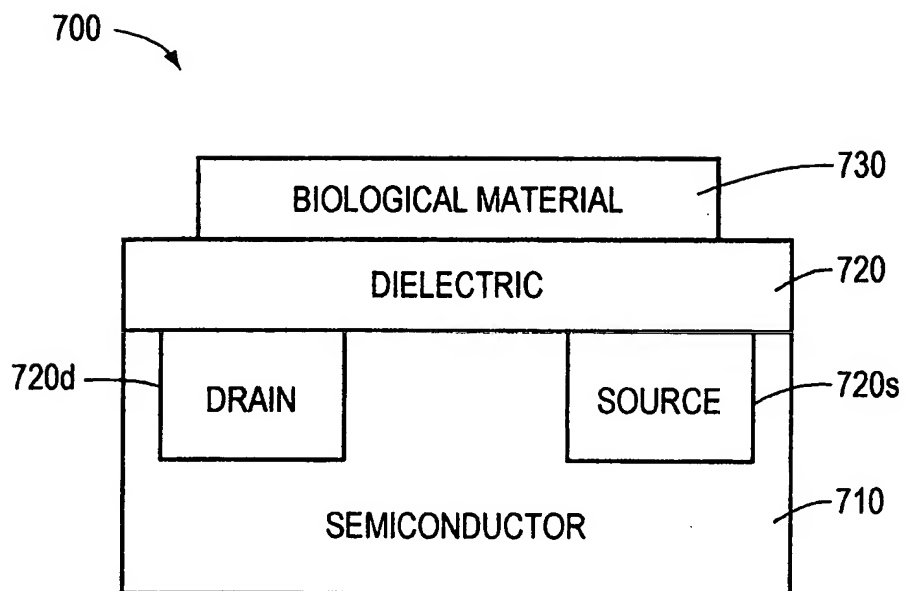 700
BIOLOGICAL MATERIAL
730
DIELECTRIC
720
720d
DRAIN
SOURCE
720s
SEMICONDUCTOR
710